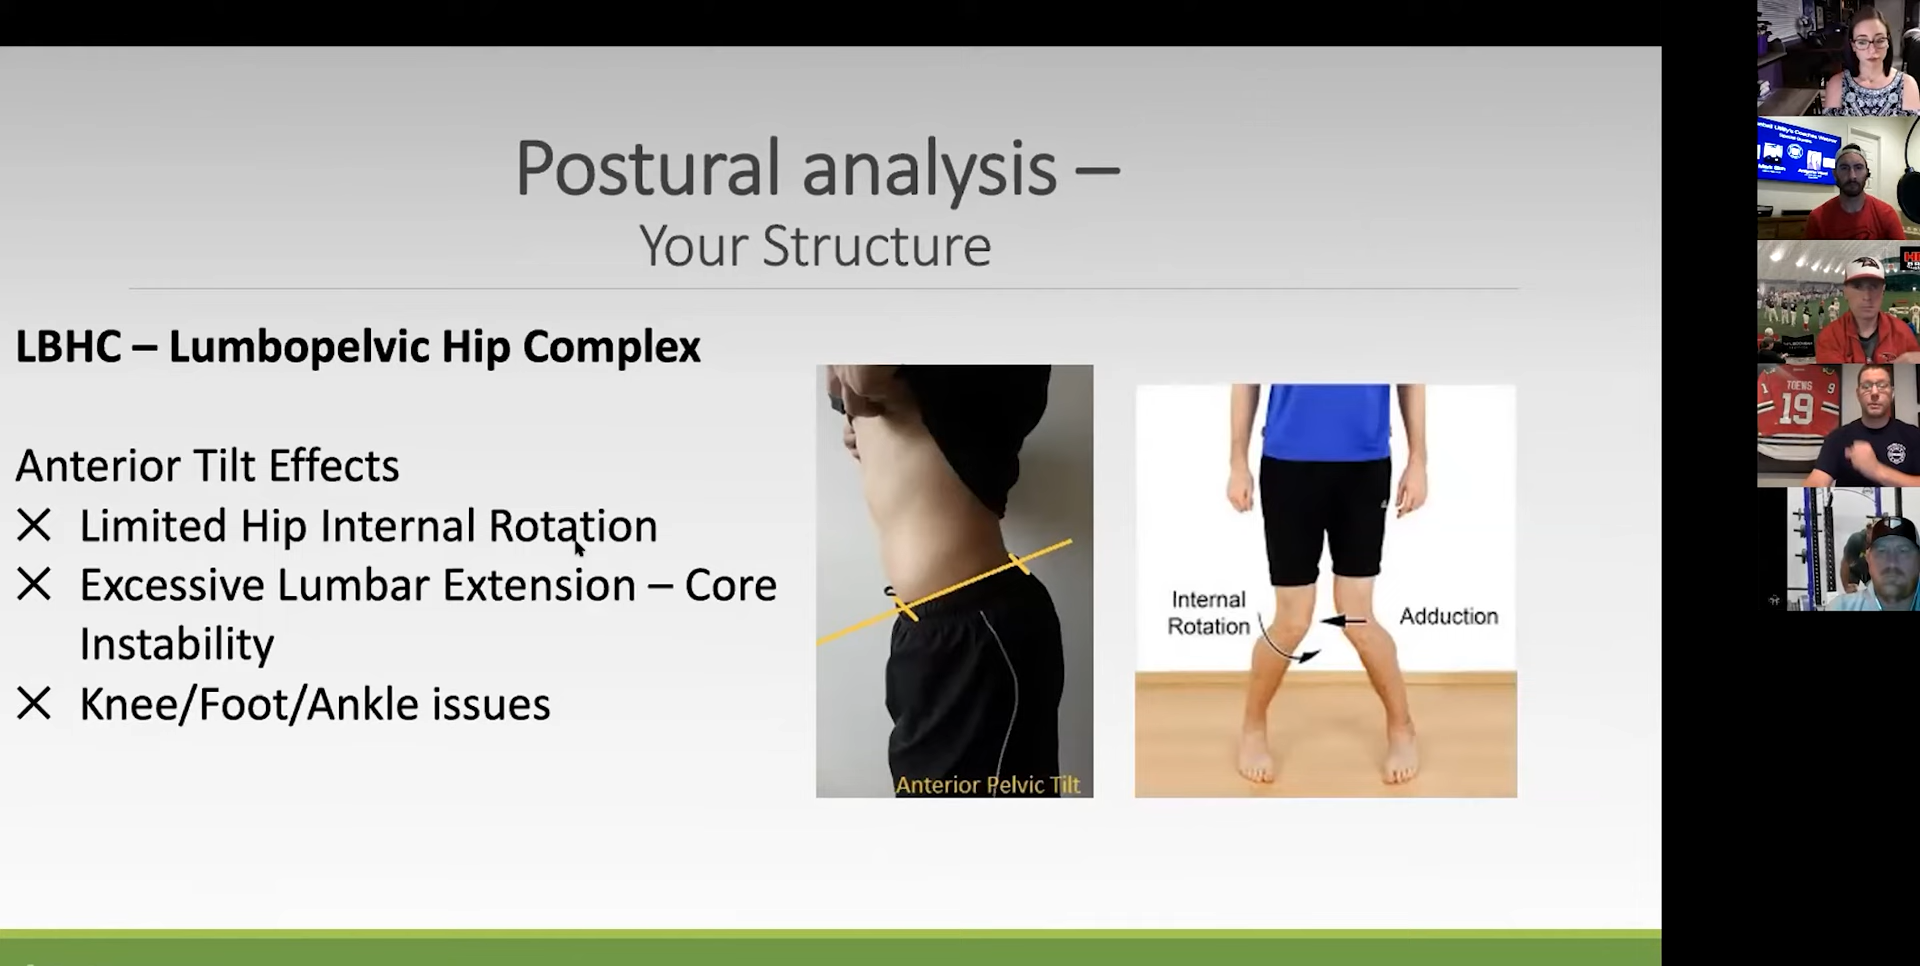 Postural analysis –
Your Structure
LBHC – Lumbopelvic Hip Complex
Anterior Tilt Effects
Limited Hip Internal Rotation
Excessive Lumbar Extension – Core
Instability
Knee/Foot/Ankle issues
Anterior Pelvic Tilt
Internal
Rotation
Adduction
TOEWS
19